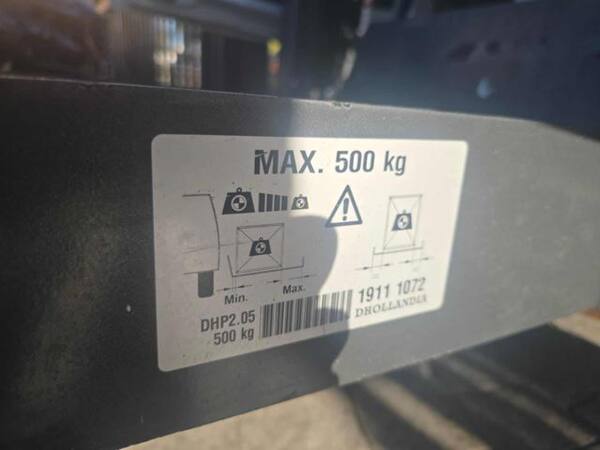 MAX. 500 kg
Min.
Max.
DHP2.05
500 kg
1911 1072
DHOLLANDIA